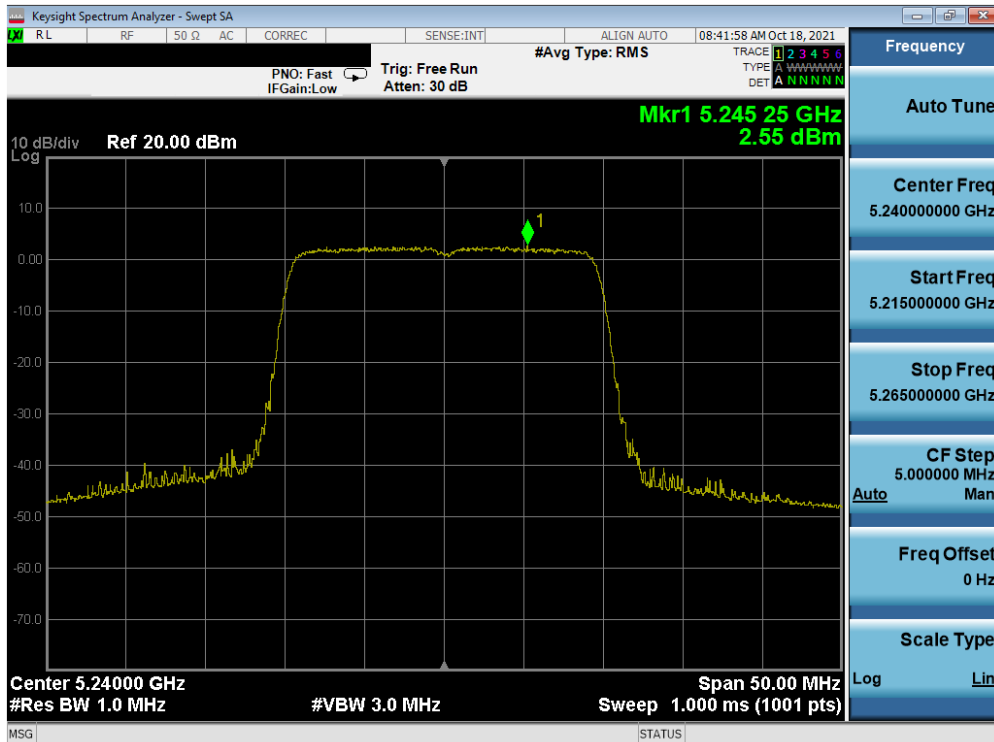 Keysight Spectrum Analyzer - Swept SA
LXI RL RF 50 Ω AC CORREC SENSE:INT ALIGN AUTO 08:41:58 AM Oct 18, 2021
Frequency
#Avg Type: RMS TRACE 1 2 3 4 5 6
PNO: Fast Trig: Free Run TYPE A WWWWW
IFGain:Low Atten: 30 dB DET A N N N N N
Auto Tune
Mkr1 5.245 25 GHz
10 dB/div Ref 20.00 dBm 2.55 dBm
Log
Center Freq
5.240000000 GHz
10.0
1
0.00
Start Freq
5.215000000 GHz
-10.0
-20.0
Stop Freq
5.265000000 GHz
-30.0
-40.0
CF Step
5.000000 MHz
Auto Man
-50.0
Freq Offset
0 Hz
-60.0
-70.0
Scale Type
Log Lin
Center 5.24000 GHz Span 50.00 MHz
#Res BW 1.0 MHz #VBW 3.0 MHz Sweep 1.000 ms (1001 pts)
MSG STATUS